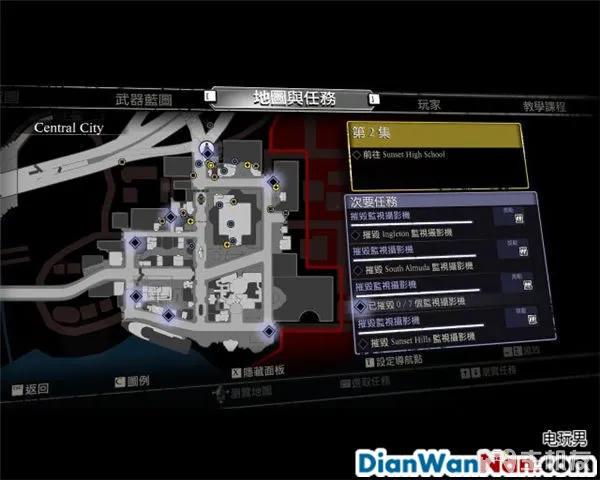 武器藍圖
地圖與任務
玩家
教學課程
Central City
第 2 集
前往 Sunset High School
次要任務
摧毀監視攝影機
摧毀 Ingleton 監視攝影機
摧毀監視攝影機
摧毀 South Almuda 監視攝影機
摧毀監視攝影機
已摧毀 0 / 7 個監視攝影機
摧毀監視攝影機
摧毀 Sunset Hills 監視攝影機
T 設定導航點
返回
C 圖例
X 隱藏面板
瀏覽地圖
選取任務
瀏覽任務
电玩男
DianWanNan.com